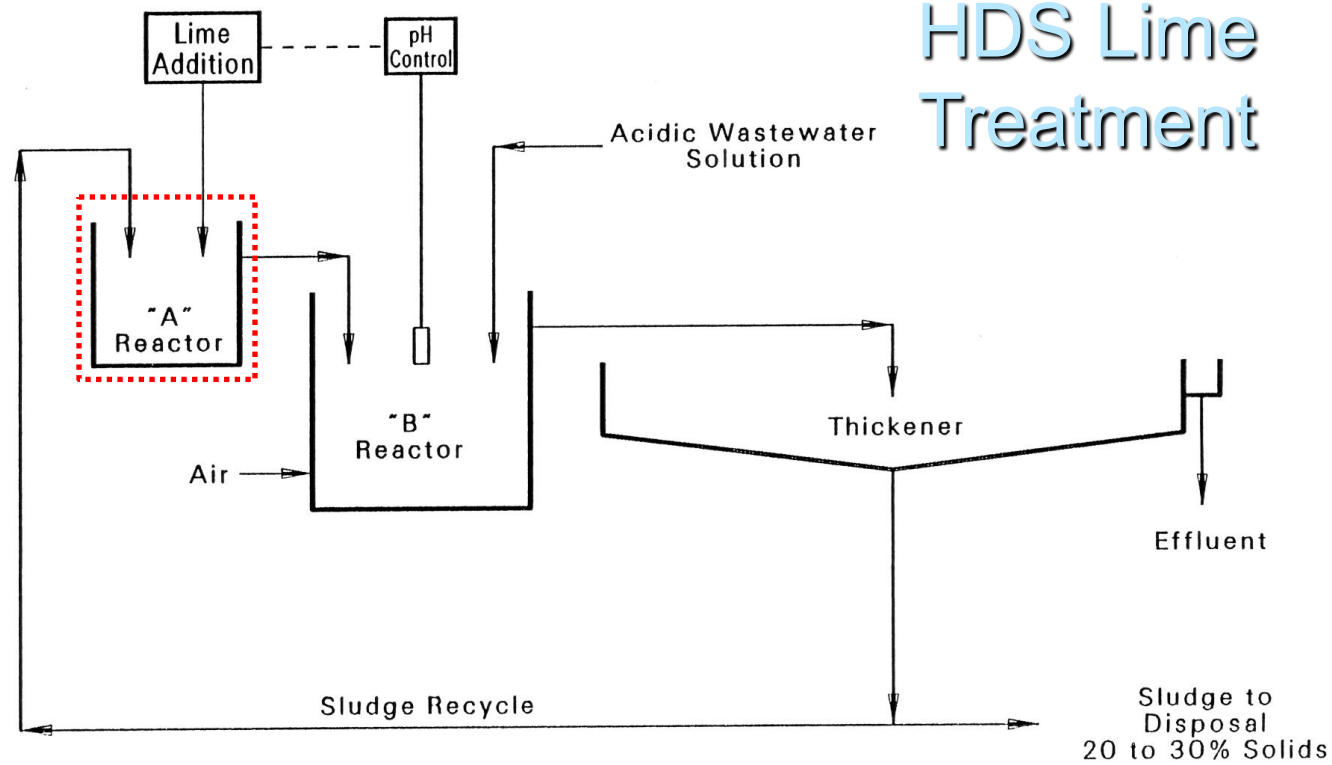 HDS Lime
Treatment
Lime
Addition
pH
Control
Acidic Wastewater
Solution
"A"
Reactor
"B"
Reactor
Air
Thickener
Effluent
Sludge Recycle
Sludge to
Disposal
20 to 30% Solids